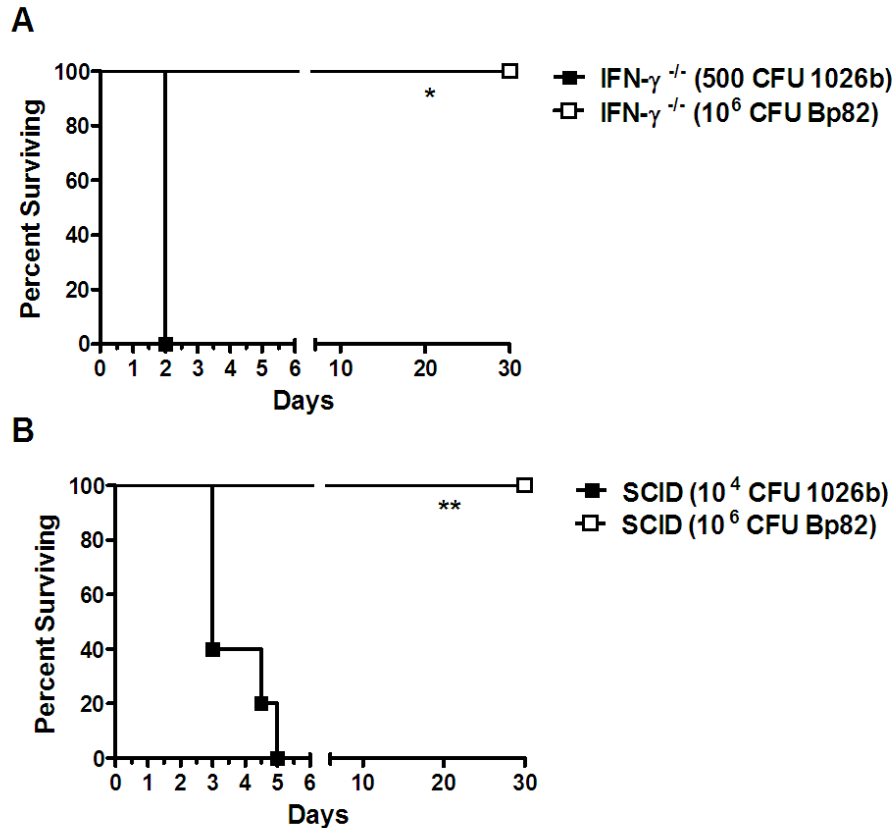 A
100
80
60
40
20
0
Percent Surviving
0 1 2 3 4 5 6 10 20 30
Days
*
IFN-γ -/- (500 CFU 1026b)
IFN-γ -/- (10^6 CFU Bp82)
B
100
80
60
40
20
0
Percent Surviving
0 1 2 3 4 5 6 10 20 30
Days
**
SCID (10^4 CFU 1026b)
SCID (10^6 CFU Bp82)